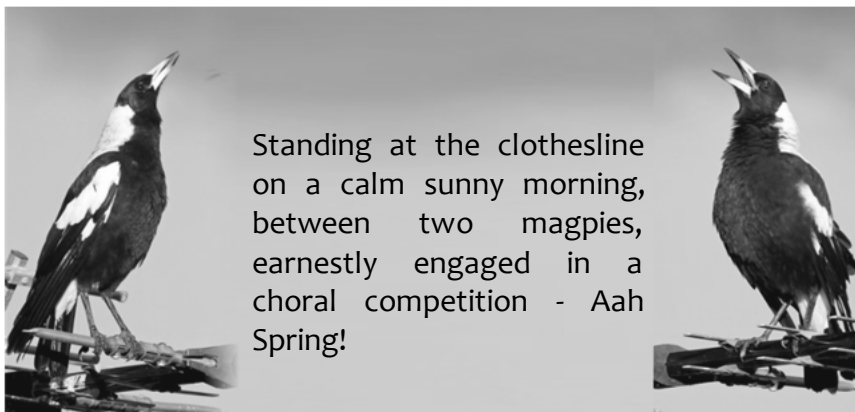 Standing at the clothesline
on a calm sunny morning,
between two magpies,
earnestly engaged in a
choral competition - Aah
Spring!